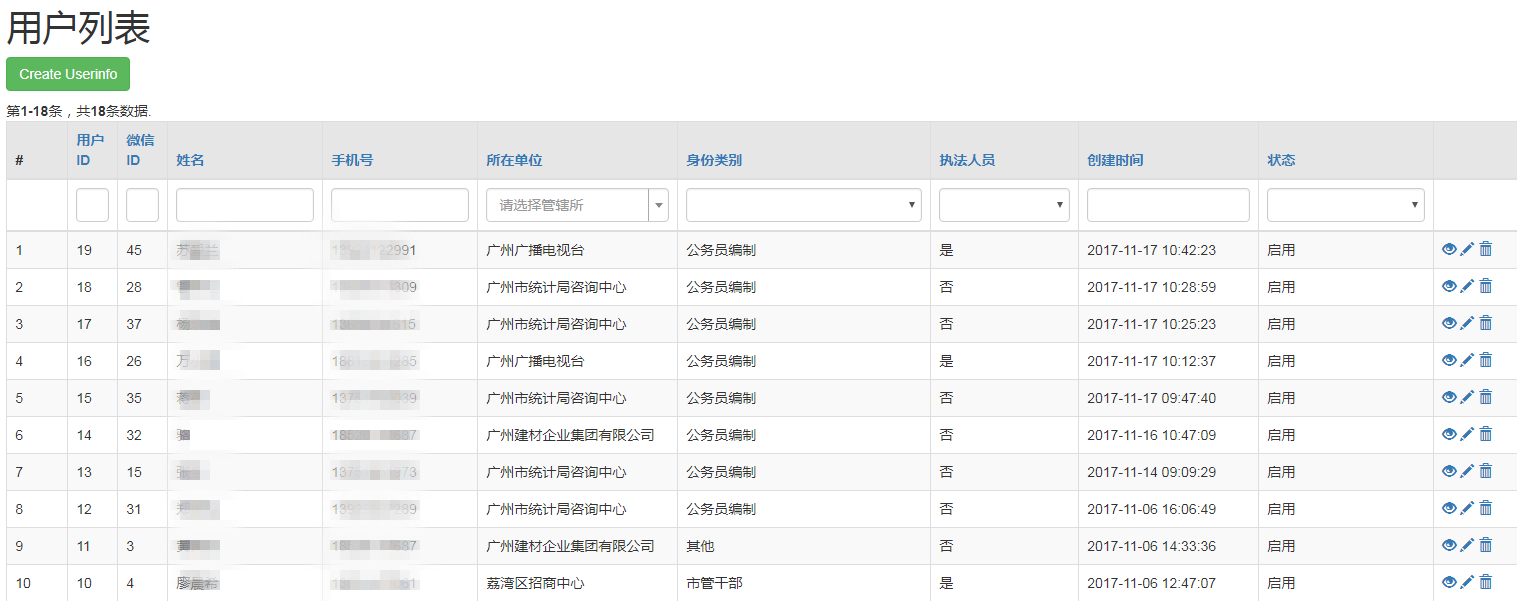 用户列表
Create Userinfo
第1-18条，共18条数据.
# 用户ID 微信ID 姓名 手机号 所在单位 身份类别 执法人员 创建时间 状态
请选择管辖所
1 19 45 广州广播电视台 公务员编制 是 2017-11-17 10:42:23 启用
2 18 28 广州市统计局咨询中心 公务员编制 否 2017-11-17 10:28:59 启用
3 17 37 广州市统计局咨询中心 公务员编制 否 2017-11-17 10:25:23 启用
4 16 26 广州广播电视台 公务员编制 是 2017-11-17 10:12:37 启用
5 15 35 广州市统计局咨询中心 公务员编制 否 2017-11-17 09:47:40 启用
6 14 32 广州建材企业集团有限公司 公务员编制 否 2017-11-16 10:47:09 启用
7 13 15 广州市统计局咨询中心 公务员编制 否 2017-11-14 09:09:29 启用
8 12 31 广州市统计局咨询中心 公务员编制 否 2017-11-06 16:06:49 启用
9 11 3 广州建材企业集团有限公司 其他 否 2017-11-06 14:33:36 启用
10 10 4 荔湾区招商中心 市管干部 是 2017-11-06 12:47:07 启用